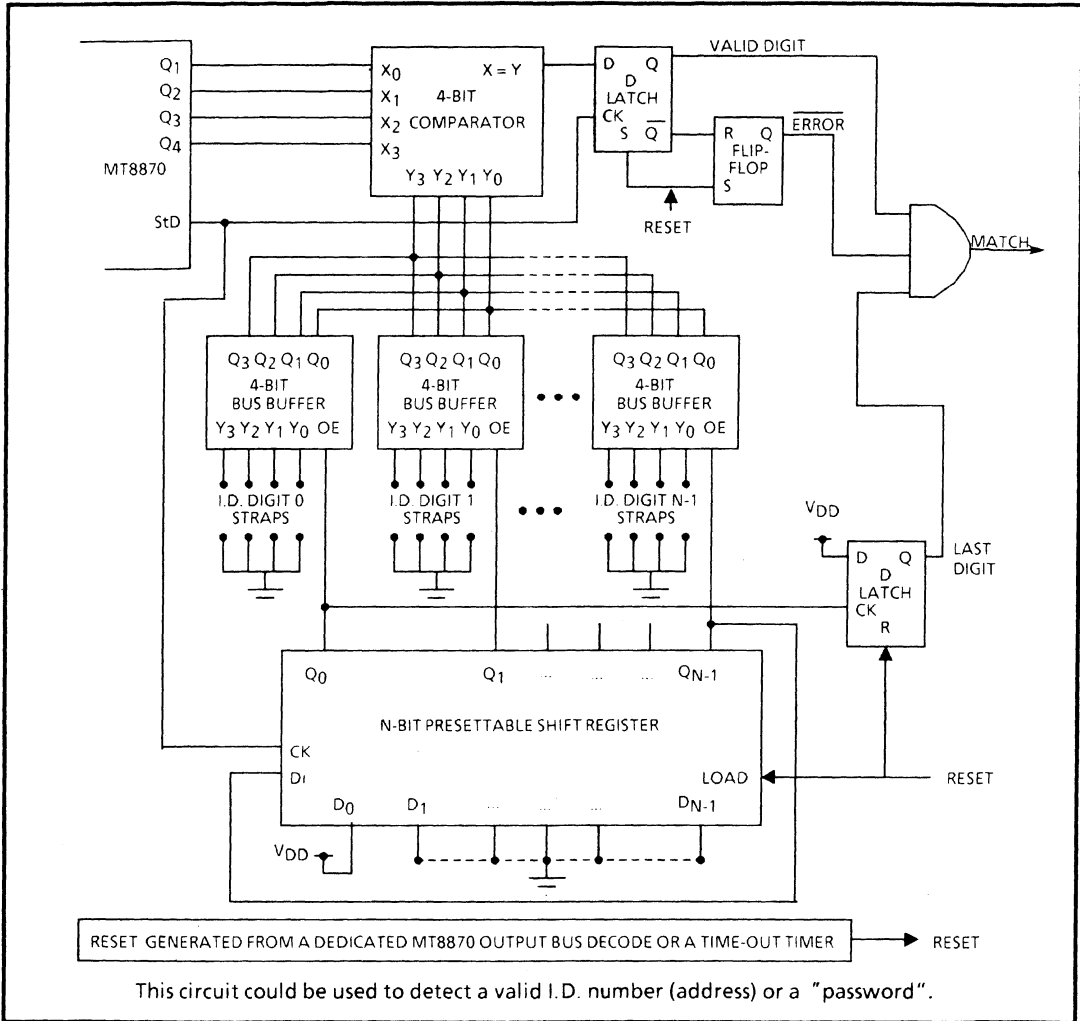 VALID DIGIT
Q1
Q2
Q3
Q4
MT8870
StD
X0 X = Y
X1 4-BIT
X2 COMPARATOR
X3
Y3 Y2 Y1 Y0
D Q
D
LATCH
CK
S Q̅
R Q
FLIP-
FLOP
S
E̅R̅R̅O̅R̅
RESET
MATCH
Q3 Q2 Q1 Q0
4-BIT
BUS BUFFER
Y3 Y2 Y1 Y0 OE
Q3 Q2 Q1 Q0
4-BIT
BUS BUFFER
Y3 Y2 Y1 Y0 OE
Q3 Q2 Q1 Q0
4-BIT
BUS BUFFER
Y3 Y2 Y1 Y0 OE
I.D. DIGIT 0
STRAPS
I.D. DIGIT 1
STRAPS
I.D. DIGIT N-1
STRAPS
VDD
D Q
D
LATCH
CK
R
LAST
DIGIT
Q0 Q1 ... ... ... QN-1
N-BIT PRESETTABLE SHIFT REGISTER
CK
DI
LOAD
RESET
D0 D1 ... ... ... DN-1
VDD
RESET GENERATED FROM A DEDICATED MT8870 OUTPUT BUS DECODE OR A TIME-OUT TIMER
RESET
This circuit could be used to detect a valid I.D. number (address) or a "password".